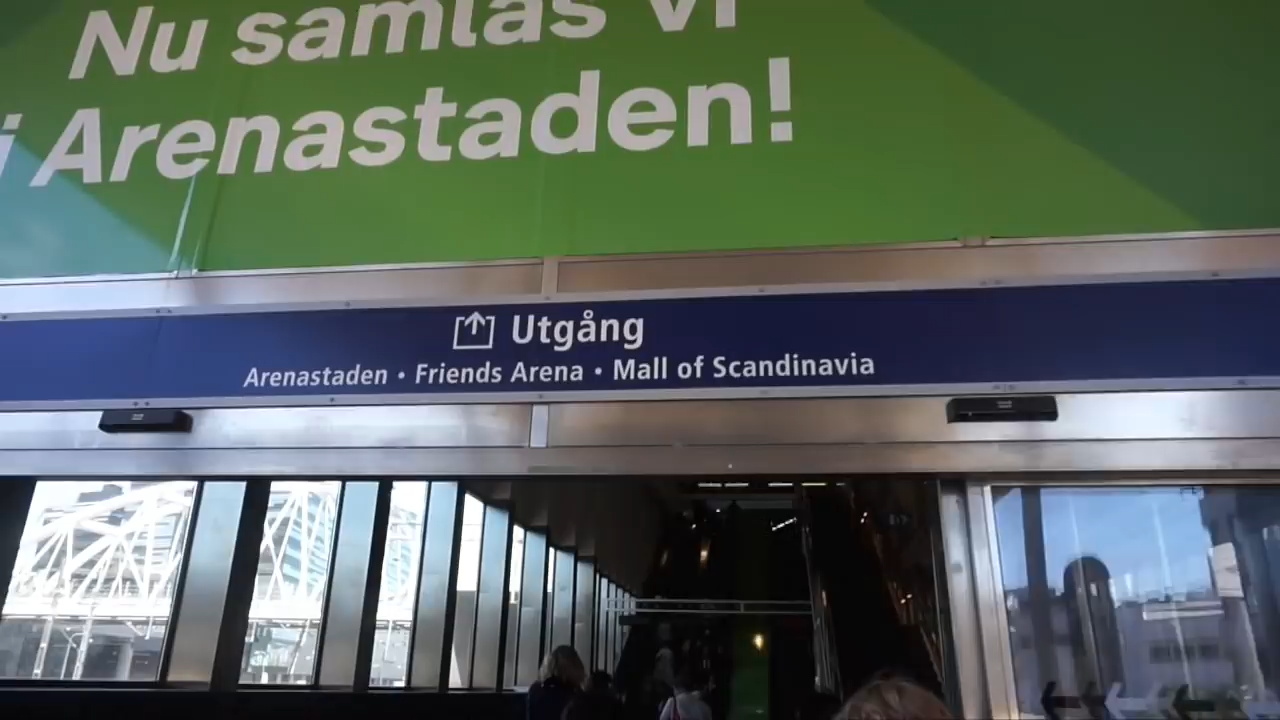 Nu samlas vi
i Arenastaden!
Utgång
Arenastaden • Friends Arena • Mall of Scandinavia